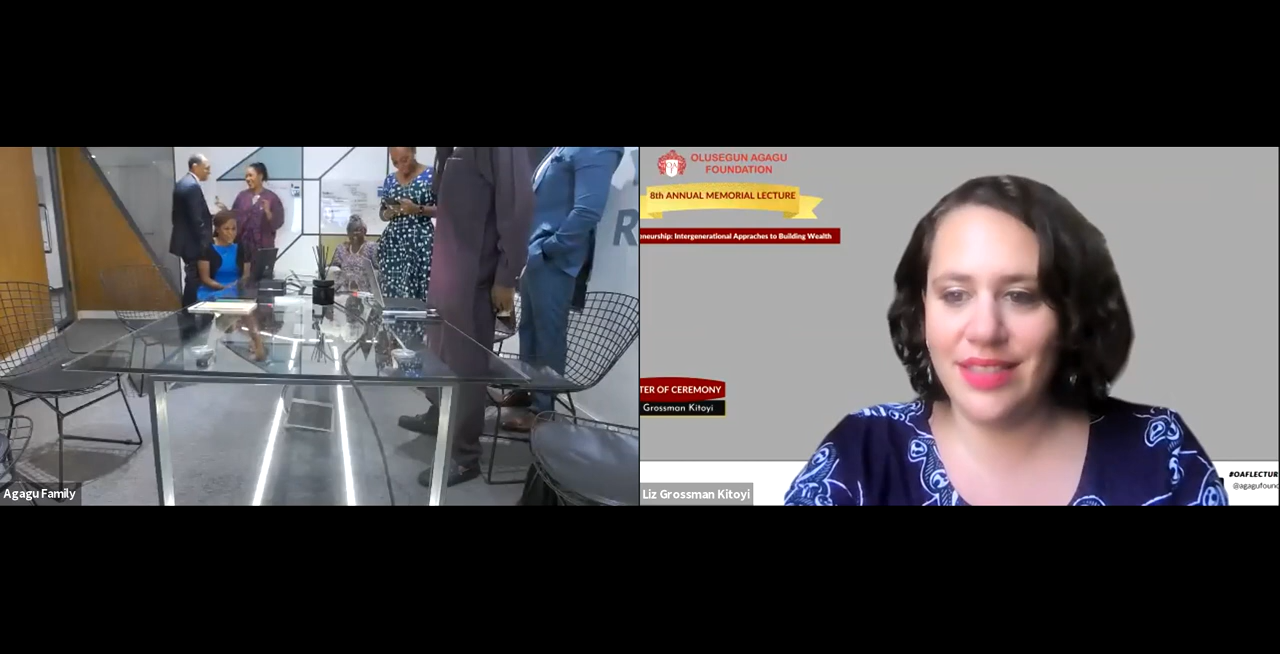 R
Agagu Family
OLUSEGUN AGAGU
FOUNDATION
8th ANNUAL MEMORIAL LECTURE
neurship: Intergenerational Appraches to Building Wealth
TER OF CEREMONY
Grossman Kitoyi
#OAFLECTUR
@agagufound
Liz Grossman Kitoyi